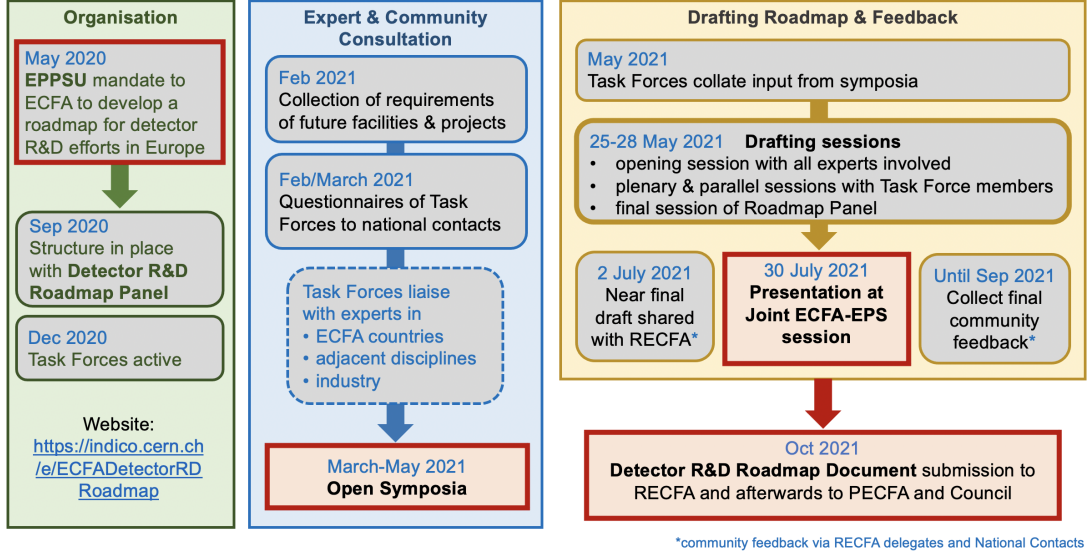 Organisation
May 2020
EPPSU mandate to
ECFA to develop a
roadmap for detector
R&D efforts in Europe
Sep 2020
Structure in place
with Detector R&D
Roadmap Panel
Dec 2020
Task Forces active
Website:
https://indico.cern.ch
/e/ECFADetectorRD
Roadmap
Expert & Community
Consultation
Feb 2021
Collection of requirements
of future facilities & projects
Feb/March 2021
Questionnaires of Task
Forces to national contacts
Task Forces liaise
with experts in
• ECFA countries
• adjacent disciplines
• industry
March-May 2021
Open Symposia
Drafting Roadmap & Feedback
May 2021
Task Forces collate input from symposia
25-28 May 2021 Drafting sessions
• opening session with all experts involved
• plenary & parallel sessions with Task Force members
• final session of Roadmap Panel
2 July 2021
Near final
draft shared
with RECFA*
30 July 2021
Presentation at
Joint ECFA-EPS
session
Until Sep 2021
Collect final
community
feedback*
Oct 2021
Detector R&D Roadmap Document submission to
RECFA and afterwards to PECFA and Council
*community feedback via RECFA delegates and National Contacts